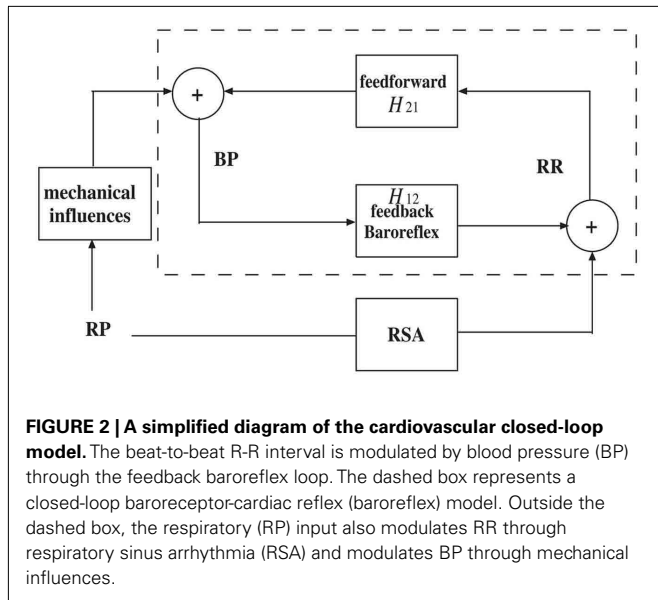 feedforward
H21
+
BP
RR
mechanical
influences
H12
feedback
Baroreflex
+
RP
RSA
FIGURE 2 | A simplified diagram of the cardiovascular closed-loop
model. The beat-to-beat R-R interval is modulated by blood pressure (BP)
through the feedback baroreflex loop. The dashed box represents a
closed-loop baroreceptor-cardiac reflex (baroreflex) model. Outside the
dashed box, the respiratory (RP) input also modulates RR through
respiratory sinus arrhythmia (RSA) and modulates BP through mechanical
influences.